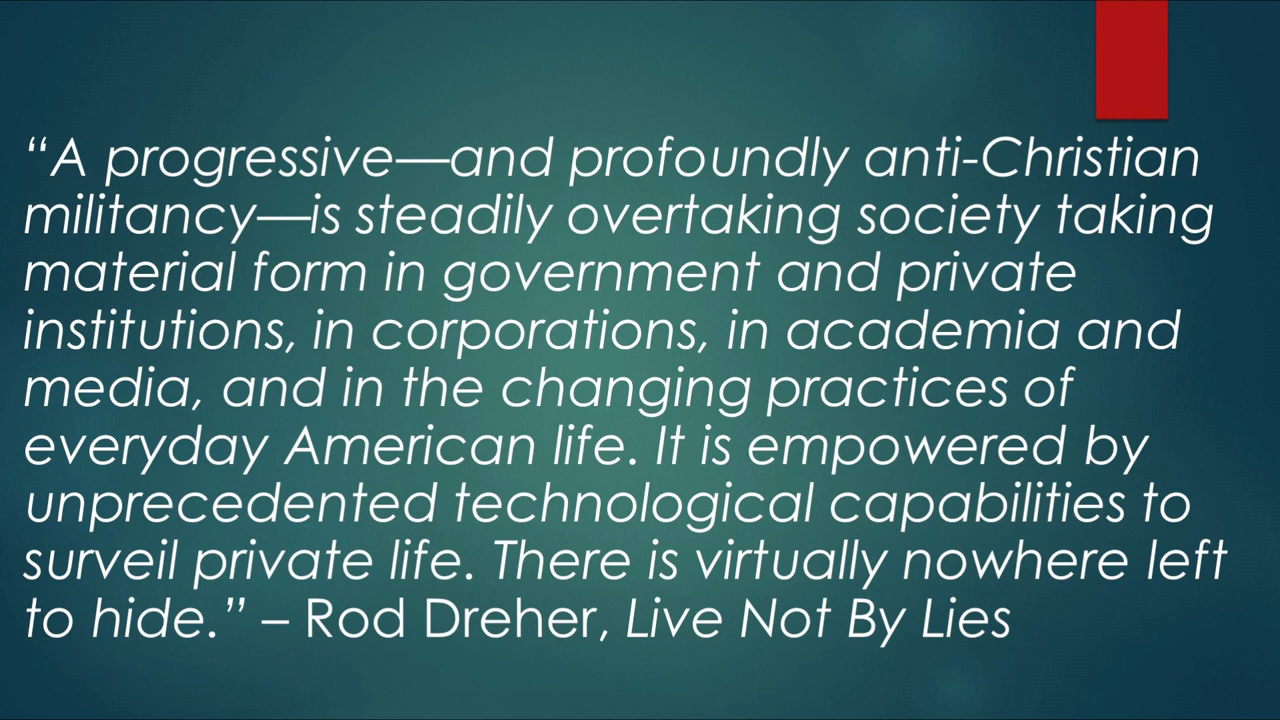 “A progressive—and profoundly anti-Christian
militancy—is steadily overtaking society taking
material form in government and private
institutions, in corporations, in academia and
media, and in the changing practices of
everyday American life. It is empowered by
unprecedented technological capabilities to
surveil private life. There is virtually nowhere left
to hide.” – Rod Dreher, Live Not By Lies